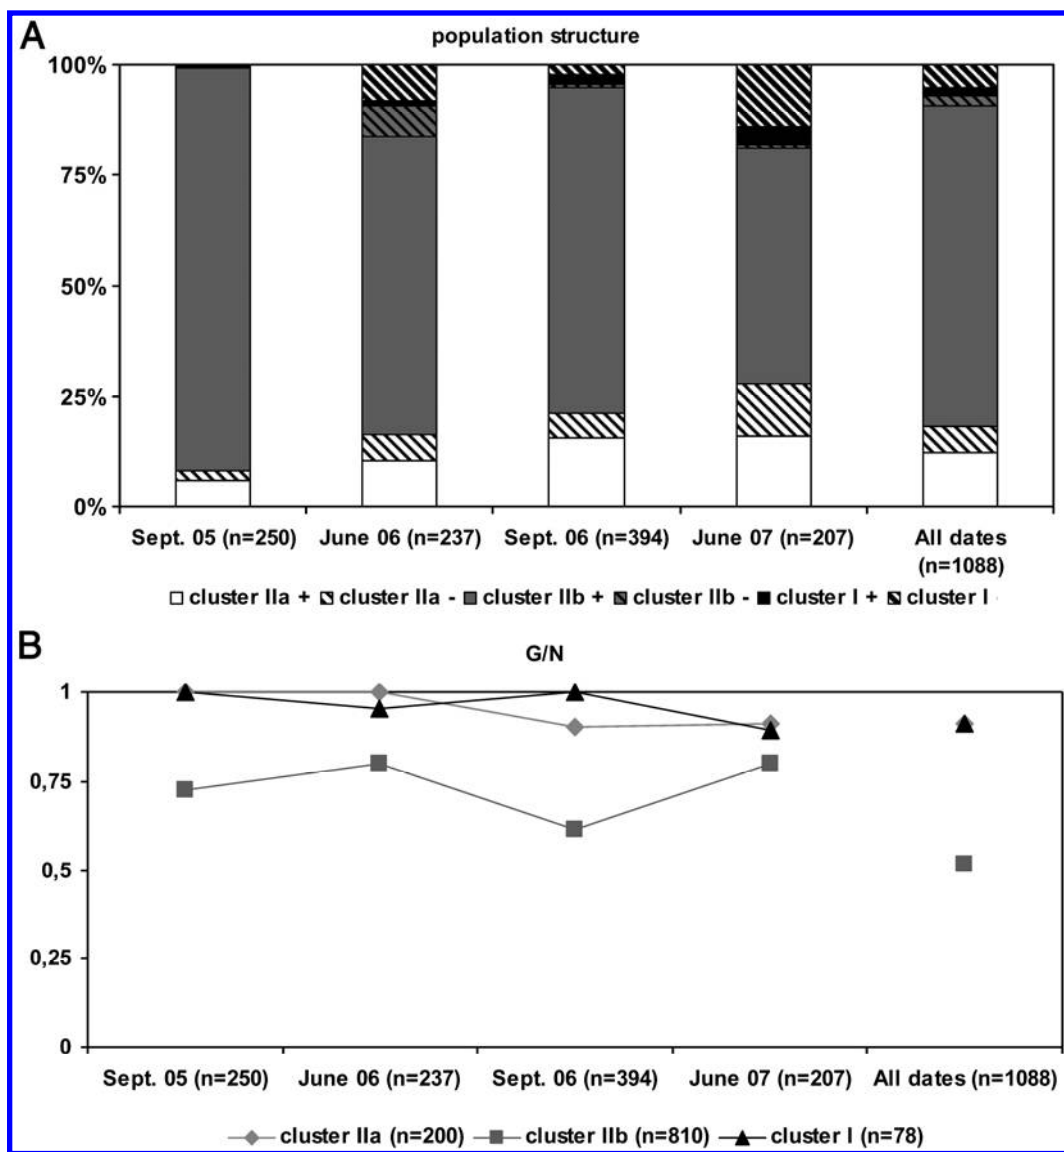 A
population structure
100%
75%
50%
25%
0%
Sept. 05 (n=250) June 06 (n=237) Sept. 06 (n=394) June 07 (n=207) All dates
(n=1088)
cluster IIa + cluster IIa - cluster IIb + cluster IIb - cluster I + cluster I -
B
G/N
1
0,75
0,5
0,25
0
Sept. 05 (n=250) June 06 (n=237) Sept. 06 (n=394) June 07 (n=207) All dates (n=1088)
cluster IIa (n=200) cluster IIb (n=810) cluster I (n=78)